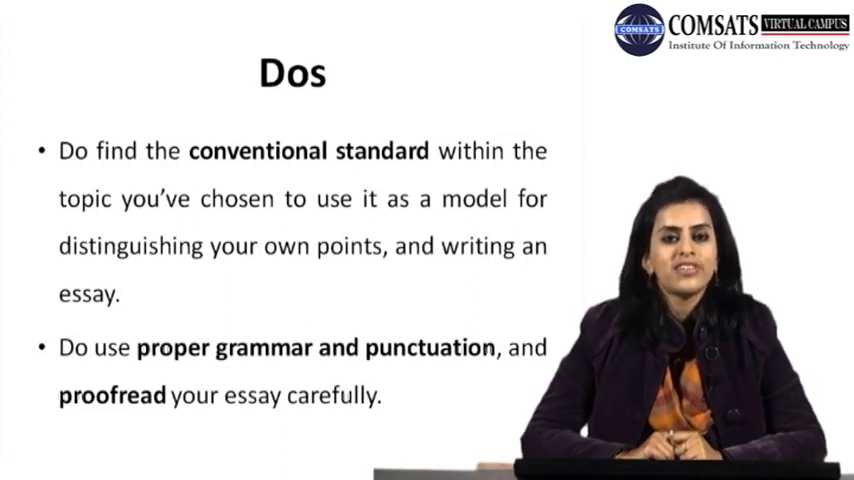 COMSATS VIRTUAL CAMPUS
COMSATS
Institute Of Information Technology
Dos
• Do find the conventional standard within the
topic you've chosen to use it as a model for
distinguishing your own points, and writing an
essay.
• Do use proper grammar and punctuation, and
proofread your essay carefully.